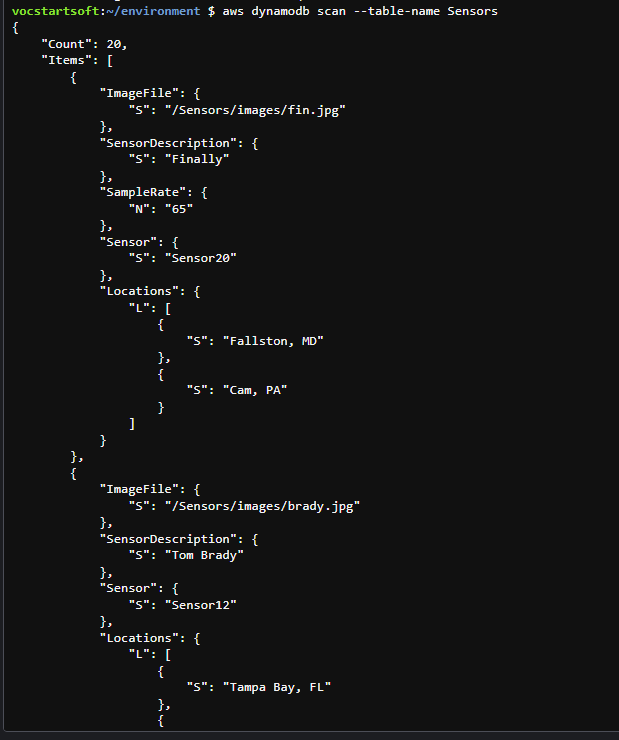 vocstartsoft:~/environment $ aws dynamodb scan --table-name Sensors
{
    "Count": 20,
    "Items": [
        {
            "ImageFile": {
                "S": "/Sensors/images/fin.jpg"
            },
            "SensorDescription": {
                "S": "Finally"
            },
            "SampleRate": {
                "N": "65"
            },
            "Sensor": {
                "S": "Sensor20"
            },
            "Locations": {
                "L": [
                    {
                        "S": "Fallston, MD"
                    },
                    {
                        "S": "Cam, PA"
                    }
                ]
            }
        },
        {
            "ImageFile": {
                "S": "/Sensors/images/brady.jpg"
            },
            "SensorDescription": {
                "S": "Tom Brady"
            },
            "Sensor": {
                "S": "Sensor12"
            },
            "Locations": {
                "L": [
                    {
                        "S": "Tampa Bay, FL"
                    },
                    {